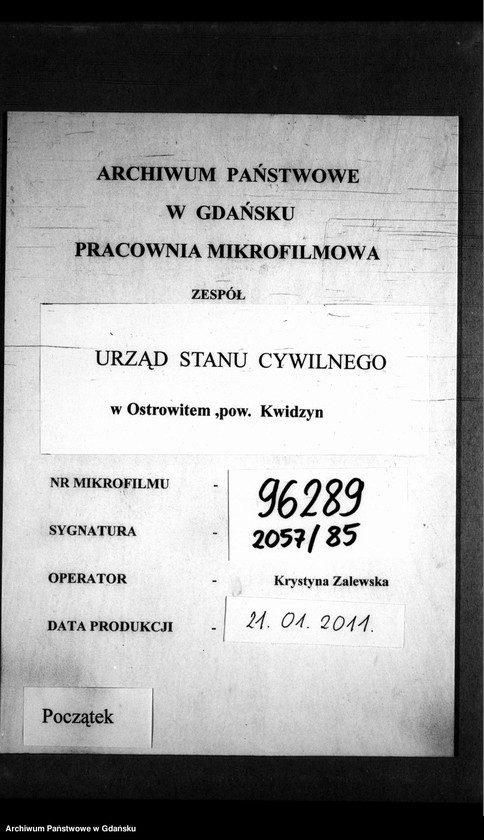 ARCHIWUM PAŃSTWOWE
W GDAŃSKU
PRACOWNIA MIKROFILMOWA
ZESPÓŁ
URZĄD STANU CYWILNEGO
w Ostrowitem ,pow. Kwidzyn
NR MIKROFILMU - 96289
SYGNATURA - 2057/85
OPERATOR - Krystyna Zalewska
DATA PRODUKCJI - 21.01.2011.
Początek
Archiwum Państwowe w Gdańsku